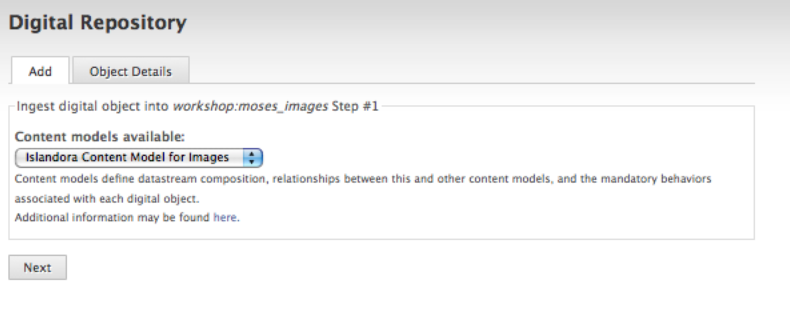 Digital Repository
Add
Object Details
Ingest digital object into workshop:moses_images Step #1
Content models available:
Islandora Content Model for Images
Content models define datastream composition, relationships between this and other content models, and the mandatory behaviors
associated with each digital object.
Additional information may be found here.
Next